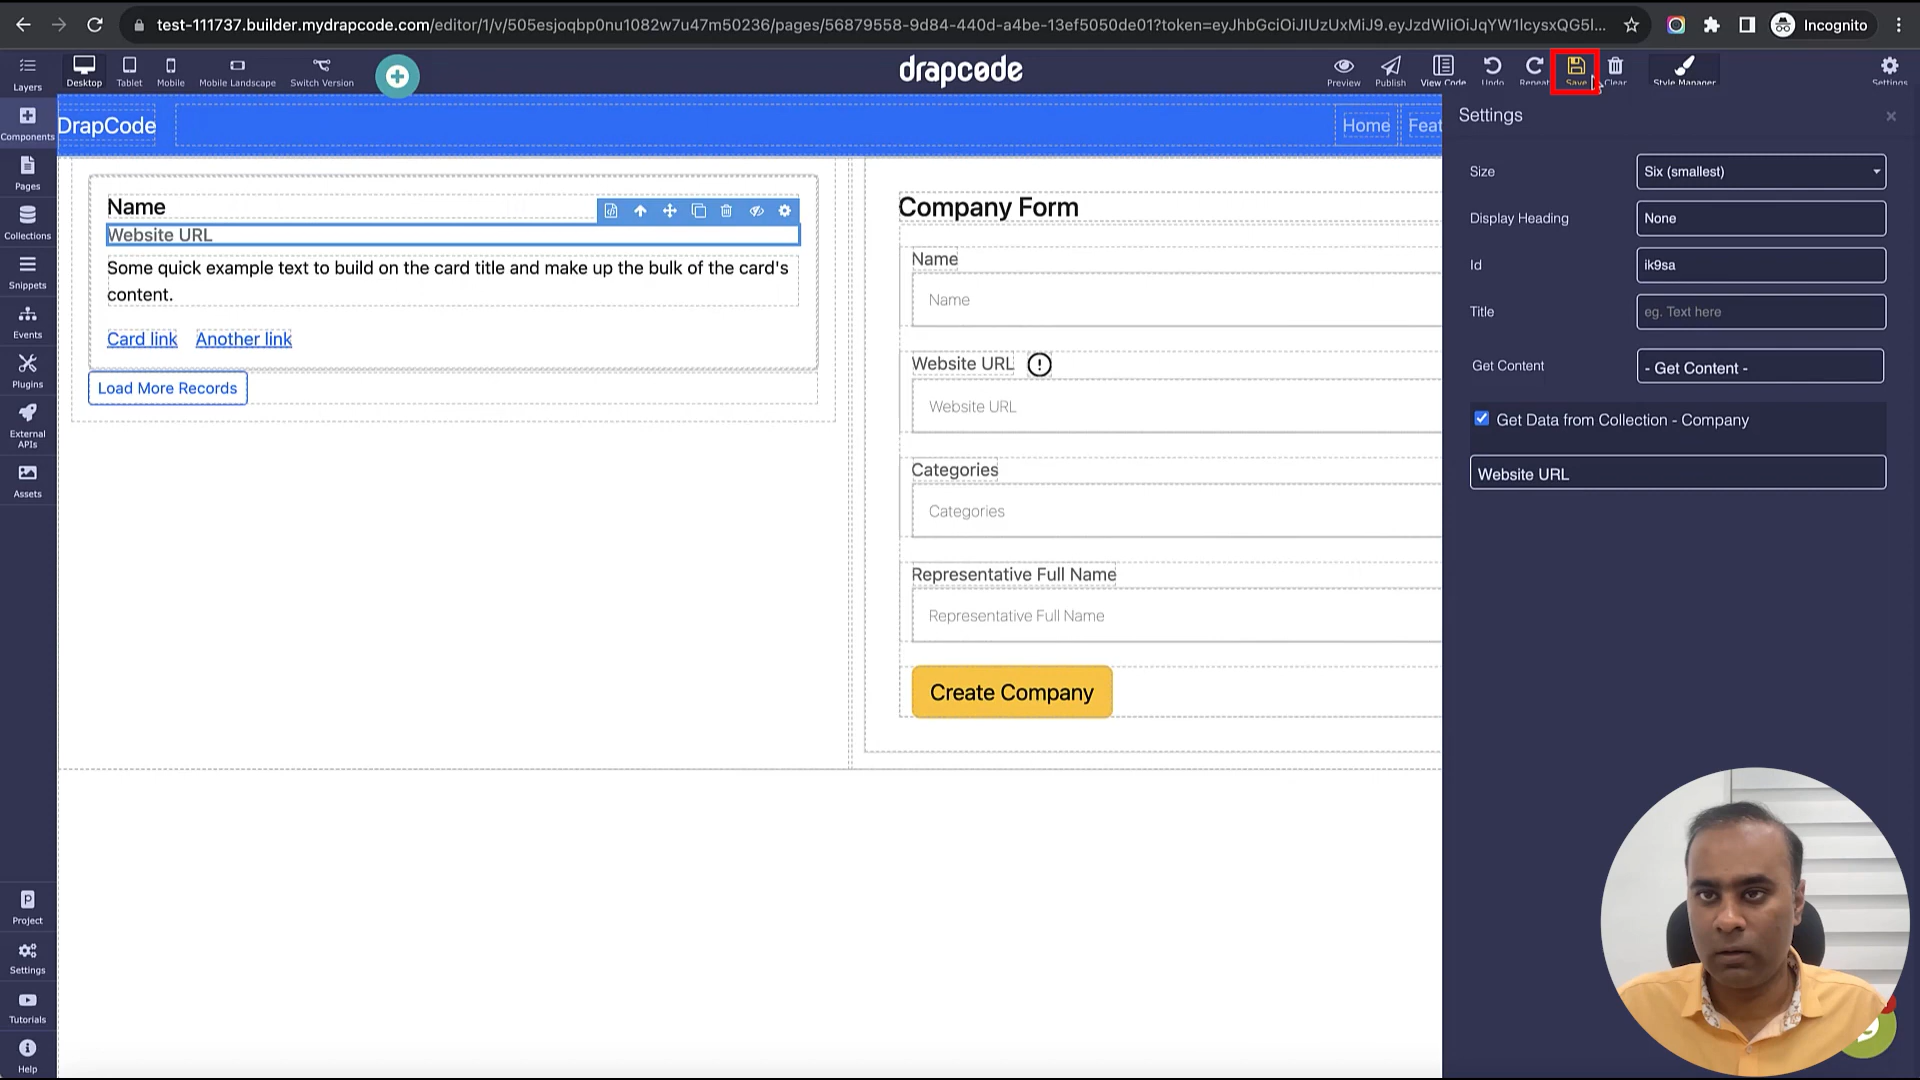 test-111737.builder.mydrapcode.com/editor/1/v/505esjoqbp0nu1082w7u47m50236/pages/56879558-9d84-440d-a4be-13ef5050de01?token=eyJhbGciOiJIUzUxMiJ9.eyJzdWIiOiJqYW1lcysxQG5l...
Incognito
Layers
Desktop
Tablet
Mobile
Mobile Landscape
Switch Version
drapcode
Preview
Publish
View Code
Undo
Repeat
Save
Clear
Style Manager
Settings
Components
Pages
Collections
Snippets
Events
Plugins
External APIs
Assets
Project
Settings
Tutorials
Help
DrapCode
Home
Feat
Name
Website URL
Some quick example text to build on the card title and make up the bulk of the card's
content.
Card link
Another link
Load More Records
Company Form
Name
Name
Website URL
Website URL
Categories
Categories
Representative Full Name
Representative Full Name
Create Company
Settings
Size
Six (smallest)
Display Heading
None
Id
ik9sa
Title
eg. Text here
Get Content
- Get Content -
Get Data from Collection - Company
Website URL